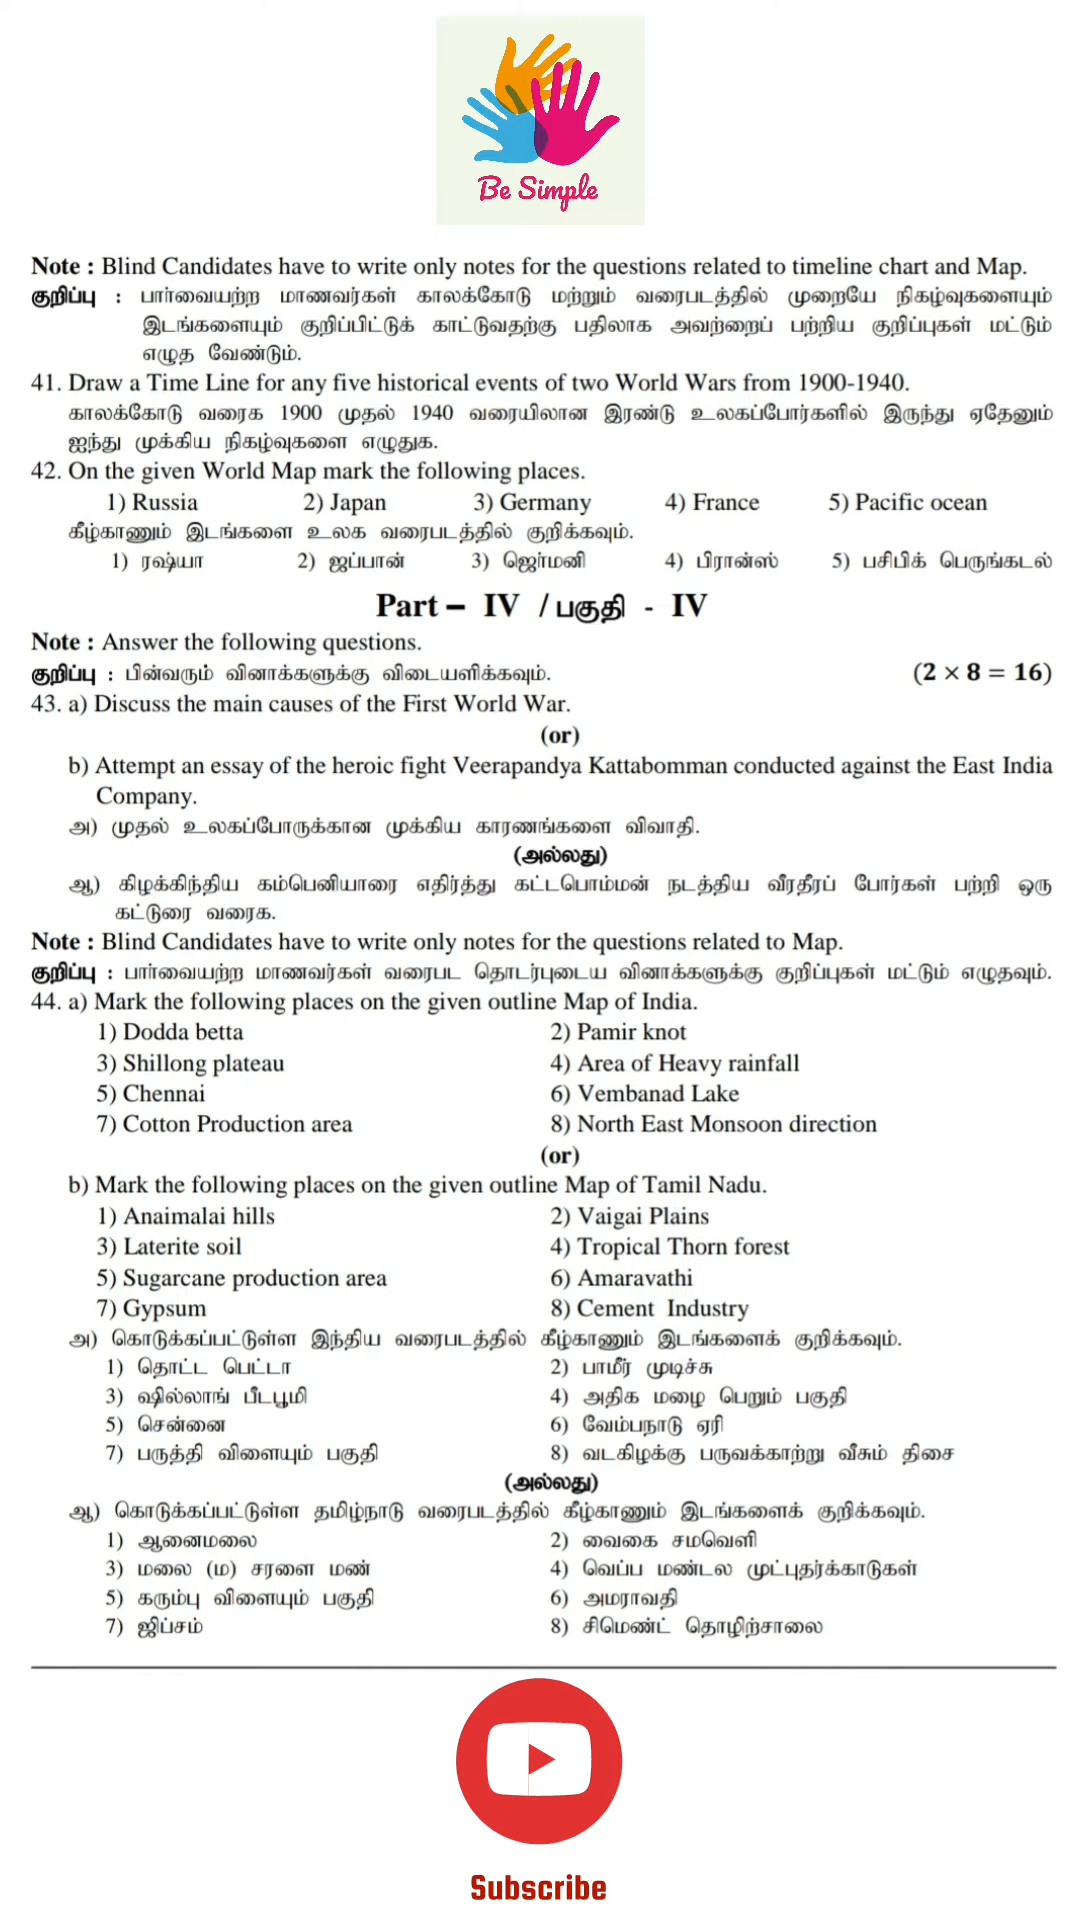 Be Simple
Note : Blind Candidates have to write only notes for the questions related to timeline chart and Map.
குறிப்பு : பார்வையற்ற மாணவர்கள் காலக்கோடு மற்றும் வரைபடத்தில் முறையே நிகழ்வுகளையும்
இடங்களையும் குறிப்பிட்டுக் காட்டுவதற்கு பதிலாக அவற்றைப் பற்றிய குறிப்புகள் மட்டும்
எழுத வேண்டும்.
41. Draw a Time Line for any five historical events of two World Wars from 1900-1940.
காலக்கோடு வரைக 1900 முதல் 1940 வரையிலான இரண்டு உலகப்போர்களில் இருந்து ஏதேனும்
ஐந்து முக்கிய நிகழ்வுகளை எழுதுக.
42. On the given World Map mark the following places.
1) Russia 2) Japan 3) Germany 4) France 5) Pacific ocean
கீழ்காணும் இடங்களை உலக வரைபடத்தில் குறிக்கவும்.
1) ரஷ்யா 2) ஜப்பான் 3) ஜெர்மனி 4) பிரான்ஸ் 5) பசிபிக் பெருங்கடல்
Part – IV / பகுதி - IV
Note : Answer the following questions.
குறிப்பு : பின்வரும் வினாக்களுக்கு விடையளிக்கவும். (2 × 8 = 16)
43. a) Discuss the main causes of the First World War.
(or)
b) Attempt an essay of the heroic fight Veerapandya Kattabomman conducted against the East India
Company.
அ) முதல் உலகப்போருக்கான முக்கிய காரணங்களை விவாதி.
(அல்லது)
ஆ) கிழக்கிந்திய கம்பெனியாரை எதிர்த்து கட்டபொம்மன் நடத்திய வீரதீரப் போர்கள் பற்றி ஒரு
கட்டுரை வரைக.
Note : Blind Candidates have to write only notes for the questions related to Map.
குறிப்பு : பார்வையற்ற மாணவர்கள் வரைபட தொடர்புடைய வினாக்களுக்கு குறிப்புகள் மட்டும் எழுதவும்.
44. a) Mark the following places on the given outline Map of India.
1) Dodda betta 2) Pamir knot
3) Shillong plateau 4) Area of Heavy rainfall
5) Chennai 6) Vembanad Lake
7) Cotton Production area 8) North East Monsoon direction
(or)
b) Mark the following places on the given outline Map of Tamil Nadu.
1) Anaimalai hills 2) Vaigai Plains
3) Laterite soil 4) Tropical Thorn forest
5) Sugarcane production area 6) Amaravathi
7) Gypsum 8) Cement Industry
அ) கொடுக்கப்பட்டுள்ள இந்திய வரைபடத்தில் கீழ்காணும் இடங்களைக் குறிக்கவும்.
1) தொட்ட பெட்டா 2) பாமீர் முடிச்சு
3) ஷில்லாங் பீடபூமி 4) அதிக மழை பெறும் பகுதி
5) சென்னை 6) வேம்பநாடு ஏரி
7) பருத்தி விளையும் பகுதி 8) வடகிழக்கு பருவக்காற்று வீசும் திசை
(அல்லது)
ஆ) கொடுக்கப்பட்டுள்ள தமிழ்நாடு வரைபடத்தில் கீழ்காணும் இடங்களைக் குறிக்கவும்.
1) ஆனைமலை 2) வைகை சமவெளி
3) மலை (ம) சரளை மண் 4) வெப்ப மண்டல முட்புதர்க்காடுகள்
5) கரும்பு விளையும் பகுதி 6) அமராவதி
7) ஜிப்சம் 8) சிமெண்ட் தொழிற்சாலை
Subscribe